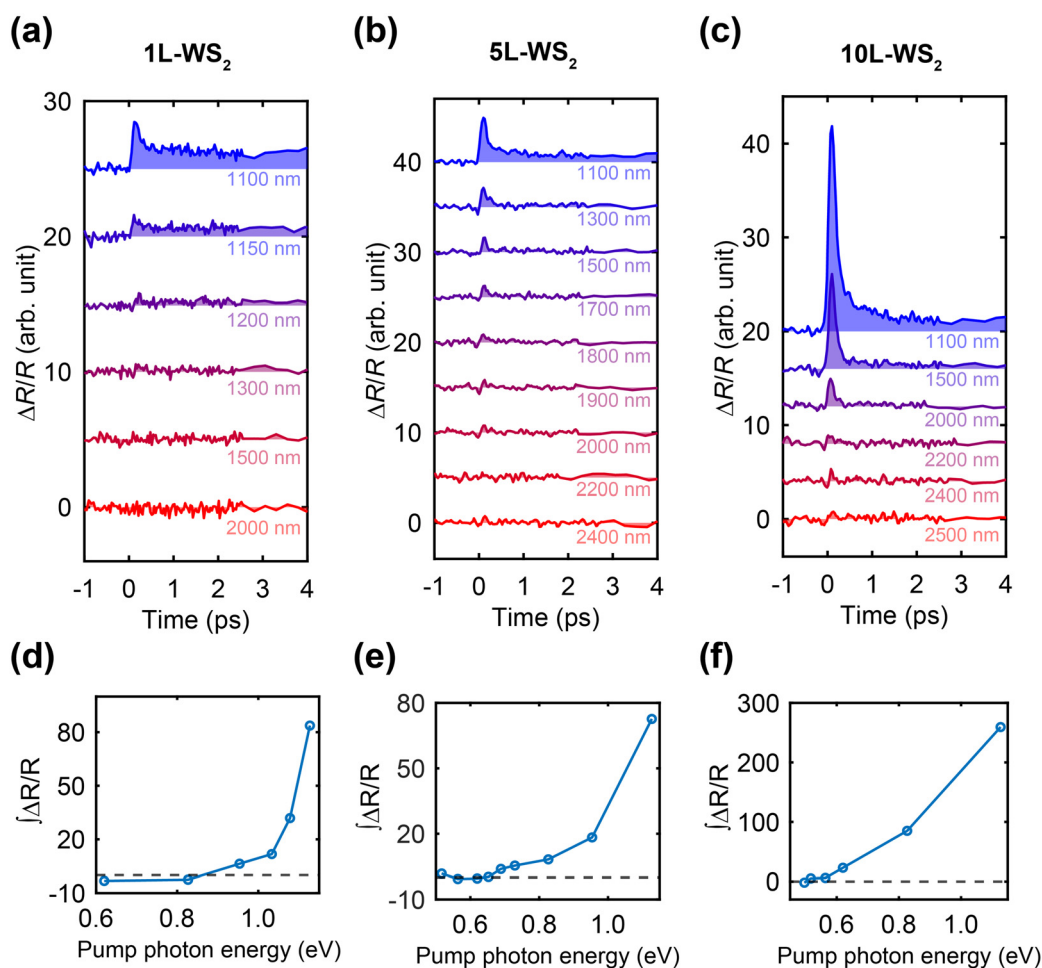 (a)
1L-WS2
30
20
10
0
ΔR/R (arb. unit)
1100 nm
1150 nm
1200 nm
1300 nm
1500 nm
2000 nm
-1 0 1 2 3 4
Time (ps)
(b)
5L-WS2
40
30
20
10
0
ΔR/R (arb. unit)
1100 nm
1300 nm
1500 nm
1700 nm
1800 nm
1900 nm
2000 nm
2200 nm
2400 nm
-1 0 1 2 3 4
Time (ps)
(c)
10L-WS2
40
30
20
10
0
ΔR/R (arb. unit)
1100 nm
1500 nm
2000 nm
2200 nm
2400 nm
2500 nm
-1 0 1 2 3 4
Time (ps)
(d)
80
50
20
-10
∫ΔR/R
0.6 0.8 1.0
Pump photon energy (eV)
(e)
80
50
20
-10
∫ΔR/R
0.6 0.8 1.0
Pump photon energy (eV)
(f)
300
200
100
0
∫ΔR/R
0.6 0.8 1.0
Pump photon energy (eV)